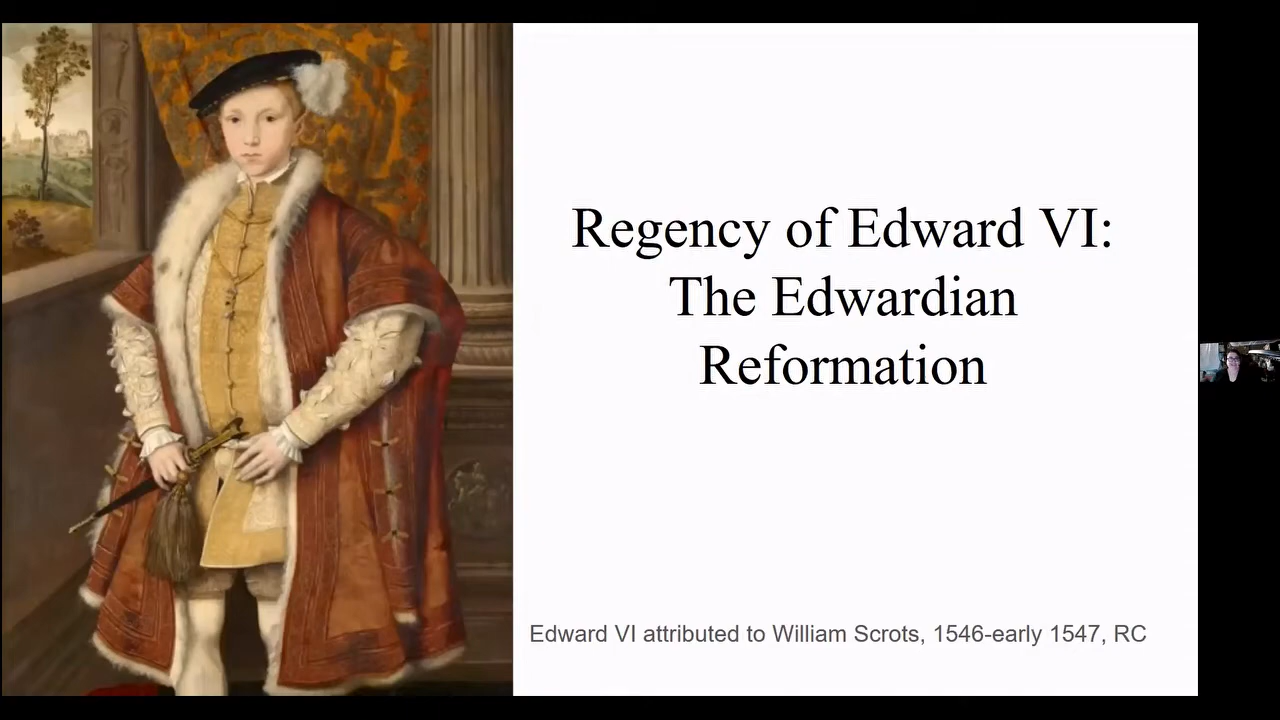 Regency of Edward VI:
The Edwardian
Reformation
Edward VI attributed to William Scrots, 1546-early 1547, RC